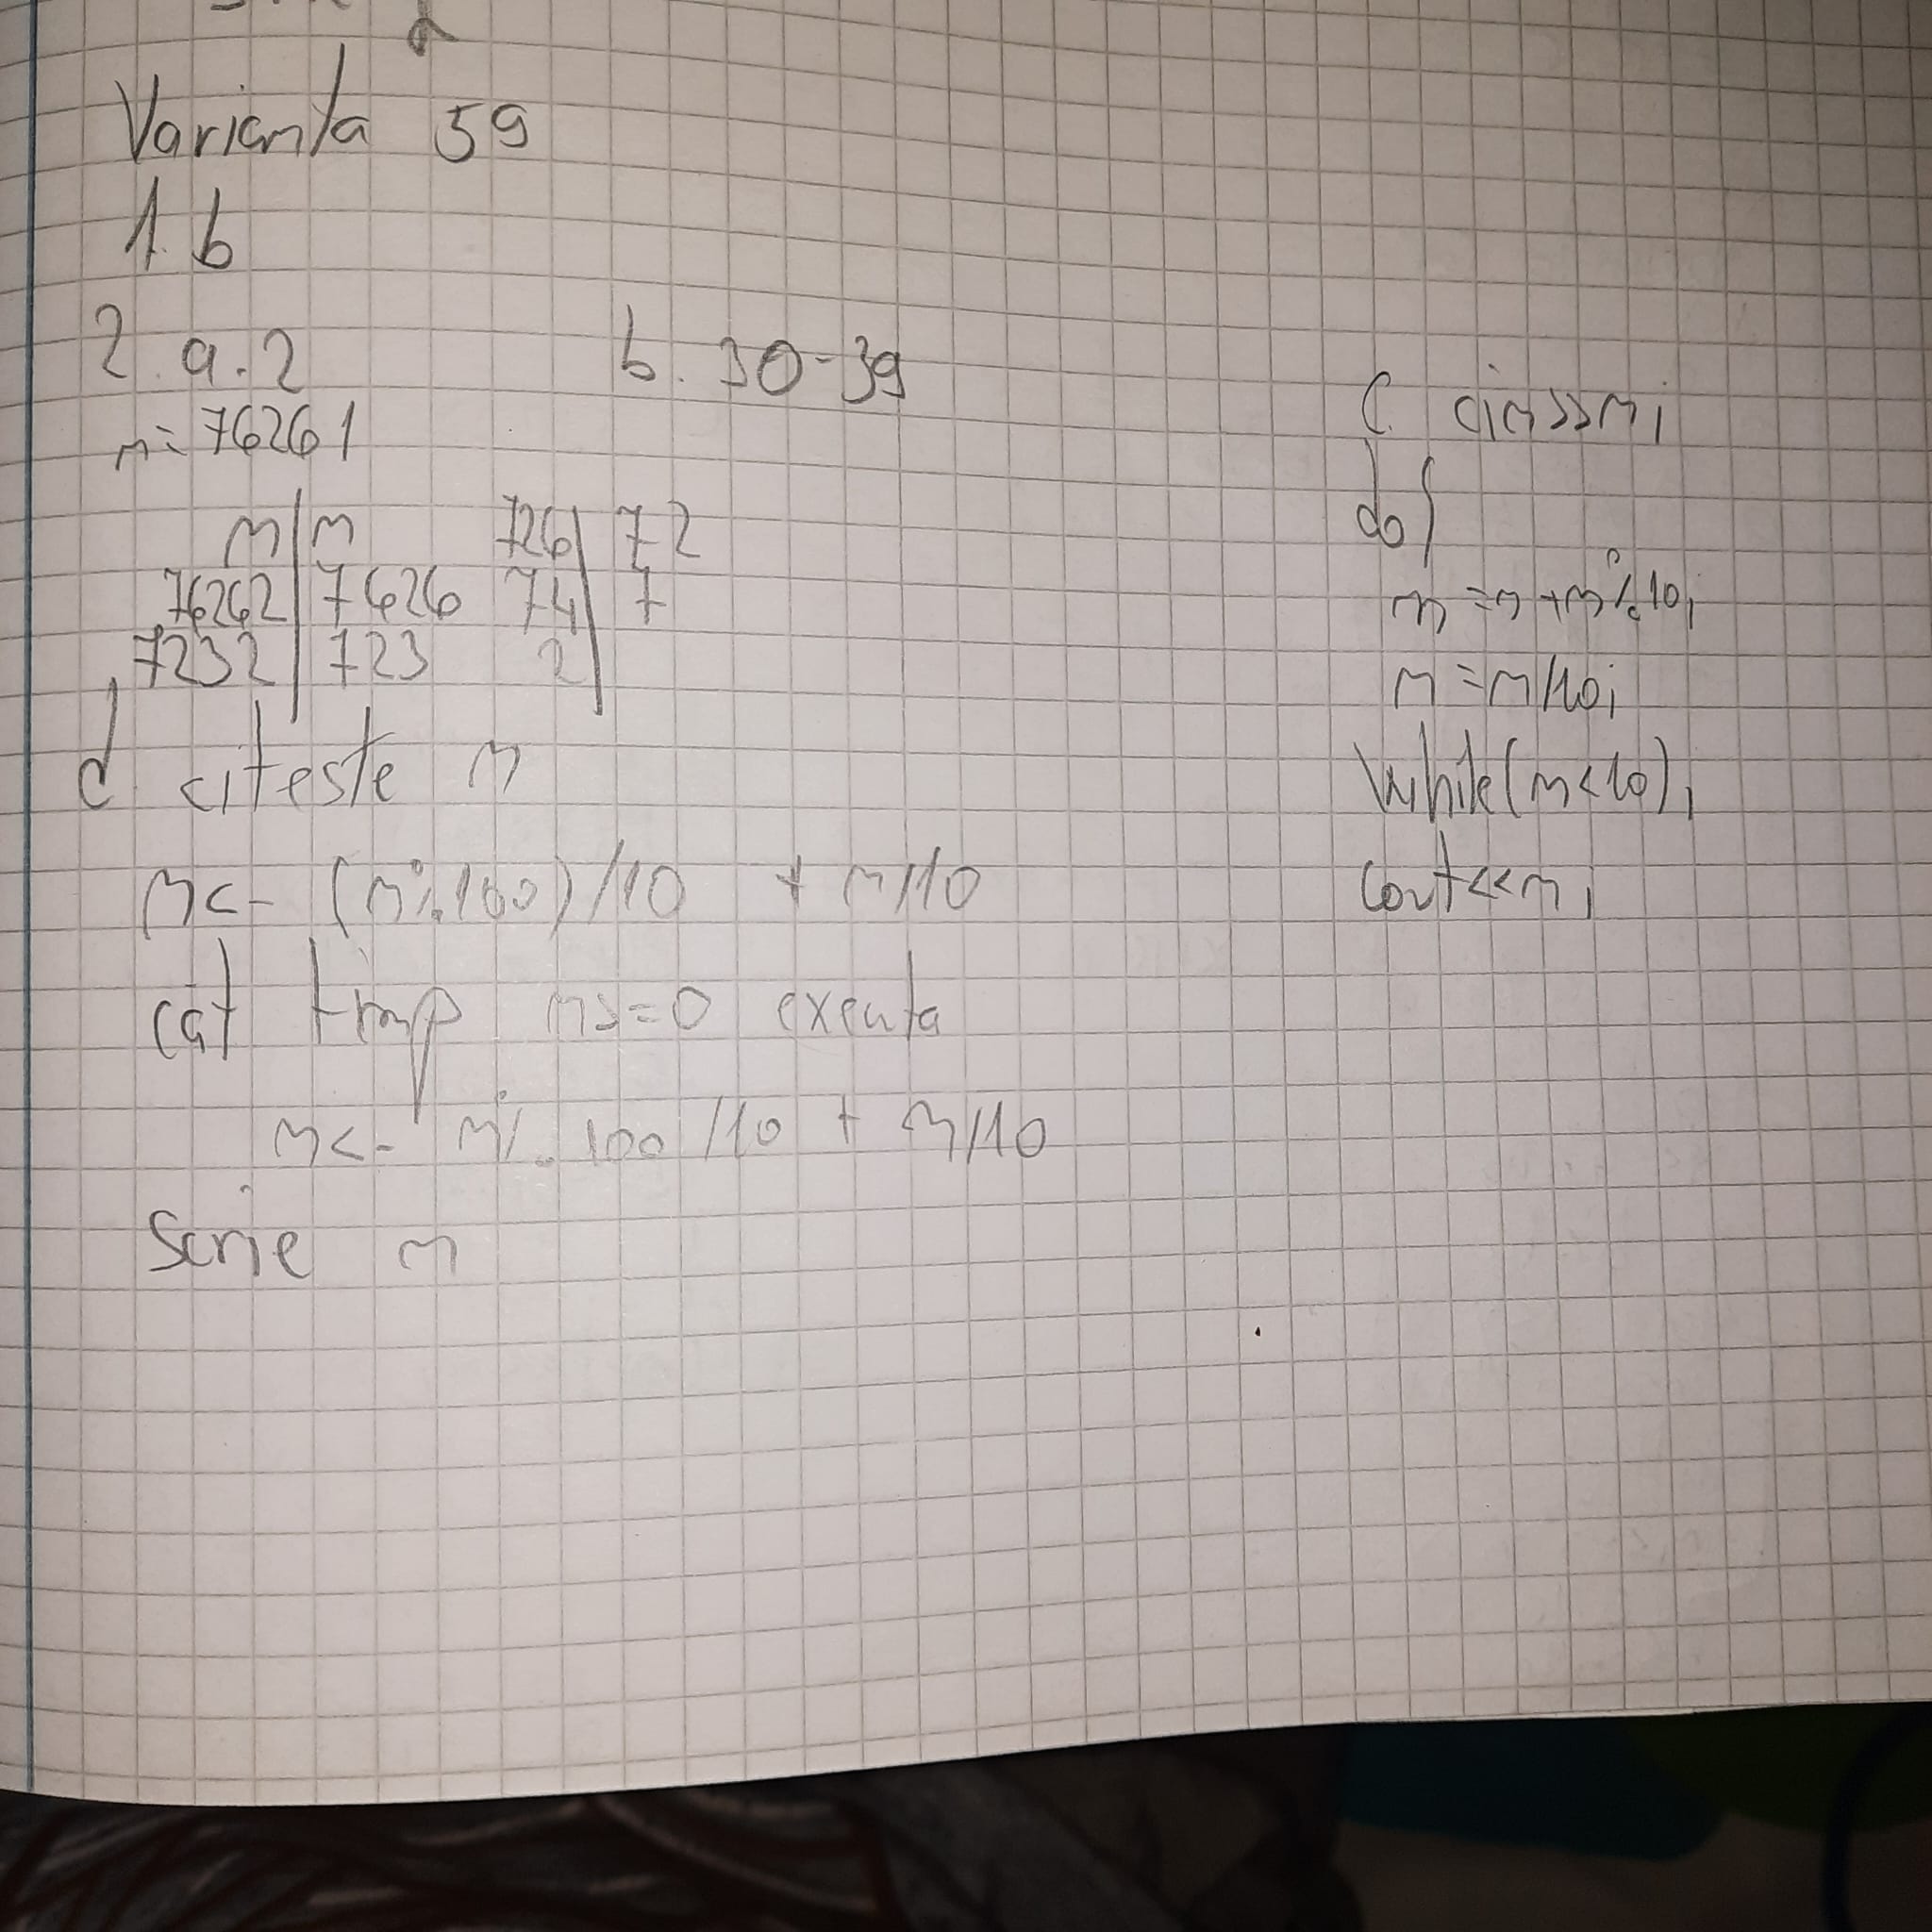 Varianta 59
1. b
2. a. 2
n = 76261
m | m
76262 | 7626
7232 | 723
726 | 72
74 | 7
2 |
b. 30-39
C. cin>>n;
do{
n = n + n%10;
n = n/10;
while(n<10);
cout<<n;
d. citeste n
n<- (n%100)/10 + n/10
cat timp n>=0 executa
n<- n%100/10 + n/10
Scrie n